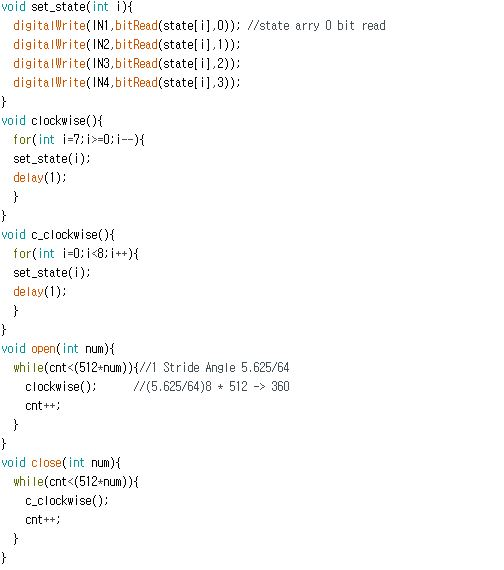 void set_state(int i){
digitalWrite(IN1,bitRead(state[i],0)); //state arry 0 bit read
digitalWrite(IN2,bitRead(state[i],1));
digitalWrite(IN3,bitRead(state[i],2));
digitalWrite(IN4,bitRead(state[i],3));
}
void clockwise(){
for(int i=7;i>=0;i--){
set_state(i);
delay(1);
}
}
void c_clockwise(){
for(int i=0;i<8;i++){
set_state(i);
delay(1);
}
}
void open(int num){
while(cnt<(512*num)){//1 Stride Angle 5.625/64
clockwise(); //(5.625/64)8 * 512 -> 360
cnt++;
}
}
void close(int num){
while(cnt<(512*num)){
c_clockwise();
cnt++;
}
}